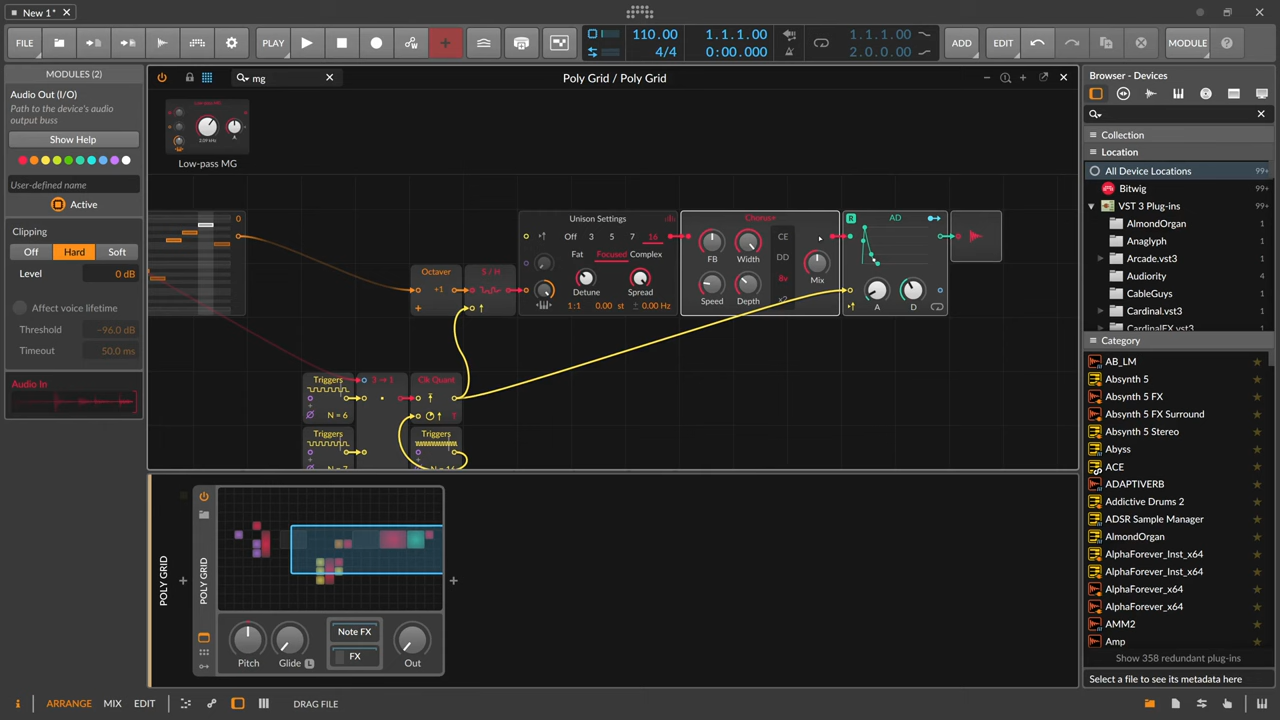 New 1*
FILE
PLAY
110.00
4/4
1.1.1.00
0:00.000
1.1.1.00
2.0.0.00
ADD
EDIT
MODULE
MODULES (2)
Audio Out (I/O)
Path to the device's audio
output buss
Show Help
User-defined name
Active
Clipping
Off
Hard
Soft
Level
0 dB
Affect voice lifetime
Threshold
-96.0 dB
Timeout
50.0 ms
Audio In
mg
Poly Grid / Poly Grid
Low-pass MG
0
Octaver
+1
S / H
Unison Settings
Off
3
5
7
16
Fat
Focused
Complex
Detune
Spread
1:1
0.00 st
± 0.00 Hz
Chorus+
FB
Width
CE
DD
8v
x2
Speed
Depth
Mix
R
AD
A
D
Triggers
N = 6
3 → 1
Clk Quant
T
Triggers
N = 7
Triggers
N = 16
POLY GRID
POLY GRID
Pitch
Glide
L
Note FX
FX
Out
Browser - Devices
Collection
Location
All Device Locations
99+
Bitwig
99+
VST 3 Plug-ins
99+
AlmondOrgan
Anaglyph
Arcade.vst3
Audiority
CableGuys
Cardinal.vst3
CardinalFX.vst3
Category
AB_LM
Absynth 5
Absynth 5 FX
Absynth 5 FX Surround
Absynth 5 Stereo
Abyss
ACE
ADAPTIVERB
Addictive Drums 2
ADSR Sample Manager
AlmondOrgan
AlphaForever_Inst_x64
AlphaForever_Inst_x64
AlphaForever_x64
AlphaForever_x64
AMM2
Amp
Show 358 redundant plug-ins
Select a file to see its metadata here
i
ARRANGE
MIX
EDIT
DRAG FILE